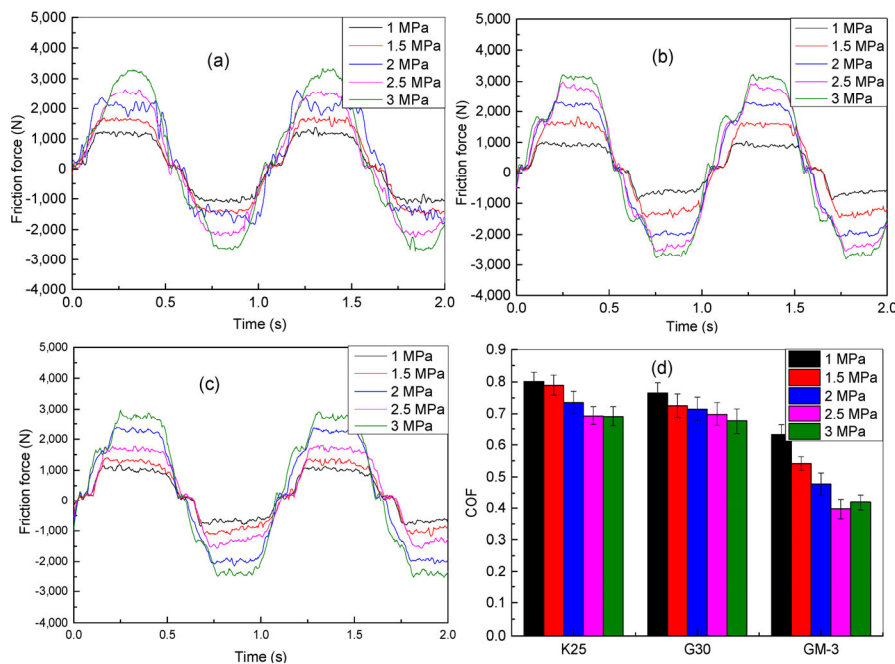 5,000
4,000
3,000
2,000
1,000
0
-1,000
-2,000
-3,000
-4,000
Friction force (N)
(a)
1 MPa
1.5 MPa
2 MPa
2.5 MPa
3 MPa
0.0
0.5
1.0
1.5
2.0
Time (s)
5,000
4,000
3,000
2,000
1,000
0
-1,000
-2,000
-3,000
-4,000
Friction force (N)
(b)
1 MPa
1.5 MPa
2 MPa
2.5 MPa
3 MPa
0.0
0.5
1.0
1.5
2.0
Time (s)
5,000
4,000
3,000
2,000
1,000
0
-1,000
-2,000
-3,000
-4,000
Friction force (N)
(c)
1 MPa
1.5 MPa
2 MPa
2.5 MPa
3 MPa
0.0
0.5
1.0
1.5
2.0
Time (s)
0.9
0.8
0.7
0.6
0.5
0.4
0.3
0.2
0.1
0.0
COF
(d)
1 MPa
1.5 MPa
2 MPa
2.5 MPa
3 MPa
K25
G30
GM-3